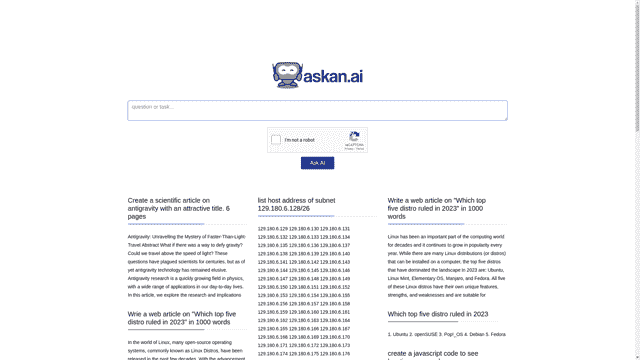 askan.ai
question or task...
I'm not a robot
reCAPTCHA
Privacy - Terms
Ask AI
Create a scientific article on
antigravity with an attractive title. 6
pages
Antigravity: Unravelling the Mystery of Faster-Than-Light
Travel Abstract What if there was a way to defy gravity?
Could we travel above the speed of light? These
questions have plagued scientists for centuries, but as of
yet antigravity technology has remained elusive.
Antigravity research is a quickly growing field in physics,
with a wide range of applications in our day-to-day lives.
In this article, we explore the research and implications
Wrie a web article on "Which top
five distro ruled in 2023" in 1000
words
In the world of Linux, many open-source operating
systems, commonly known as Linux Distros, have been
released in the past few decades. With the advancement
list host address of subnet
129.180.6.128/26
129.180.6.129 129.180.6.130 129.180.6.131
129.180.6.132 129.180.6.133 129.180.6.134
129.180.6.135 129.180.6.136 129.180.6.137
129.180.6.138 129.180.6.139 129.180.6.140
129.180.6.141 129.180.6.142 129.180.6.143
129.180.6.144 129.180.6.145 129.180.6.146
129.180.6.147 129.180.6.148 129.180.6.149
129.180.6.150 129.180.6.151 129.180.6.152
129.180.6.153 129.180.6.154 129.180.6.155
129.180.6.156 129.180.6.157 129.180.6.158
129.180.6.159 129.180.6.160 129.180.6.161
129.180.6.162 129.180.6.163 129.180.6.164
129.180.6.165 129.180.6.166 129.180.6.167
129.180.6.168 129.180.6.169 129.180.6.170
129.180.6.171 129.180.6.172 129.180.6.173
129.180.6.174 129.180.6.175 129.180.6.176
Write a web article on "Which top
five distro ruled in 2023" in 1000
words
Linux has been an important part of the computing world
for decades and it continues to grow in popularity every
year. While there are many Linux distributions (or distros)
that can be installed on a computer, the top five distros
that have dominated the landscape in 2023 are: Ubuntu,
Linux Mint, Elementary OS, Manjaro, and Fedora. All five
of these Linux distros have their own unique features,
strengths, and weaknesses and are suitable for
Which top five distro ruled in 2023
1. Ubuntu 2. openSUSE 3. Pop!_OS 4. Debian 5. Fedora
create a javascript code to see